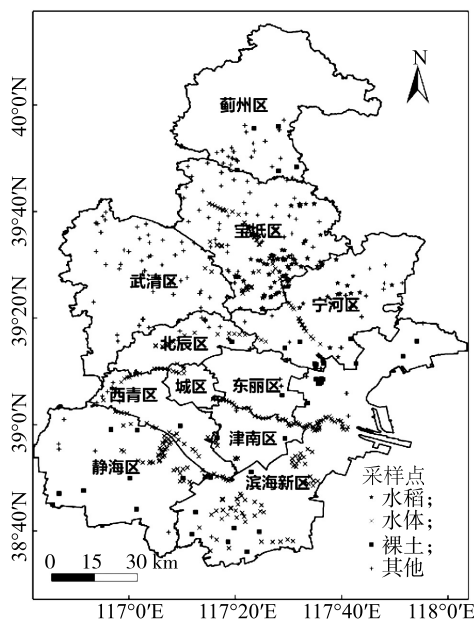 N
40°0′N
39°40′N
39°20′N
39°0′N
38°40′N
蓟州区
宝坻区
武清区
宁河区
北辰区
西青区
城区
东丽区
津南区
静海区
滨海新区
采样点
水稻;
水体;
裸土;
其他
0 15 30 km
117°0′E 117°20′E 117°40′E 118°0′E